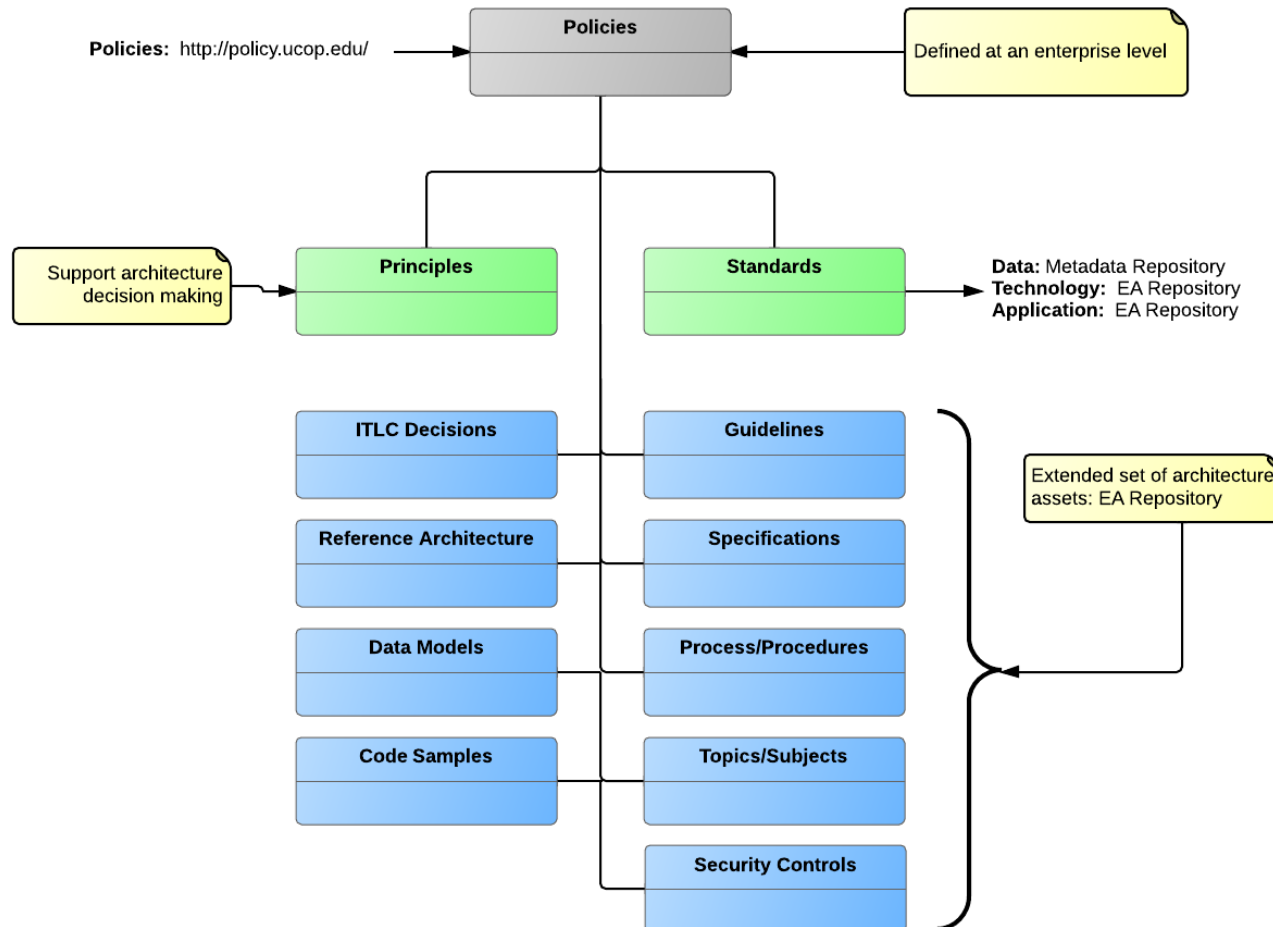 Policies
Policies: http://policy.ucop.edu/
Defined at an enterprise level
Support architecture
decision making
Principles
Standards
Data: Metadata Repository
Technology: EA Repository
Application: EA Repository
ITLC Decisions
Guidelines
Extended set of architecture
assets: EA Repository
Reference Architecture
Specifications
Data Models
Process/Procedures
Code Samples
Topics/Subjects
Security Controls